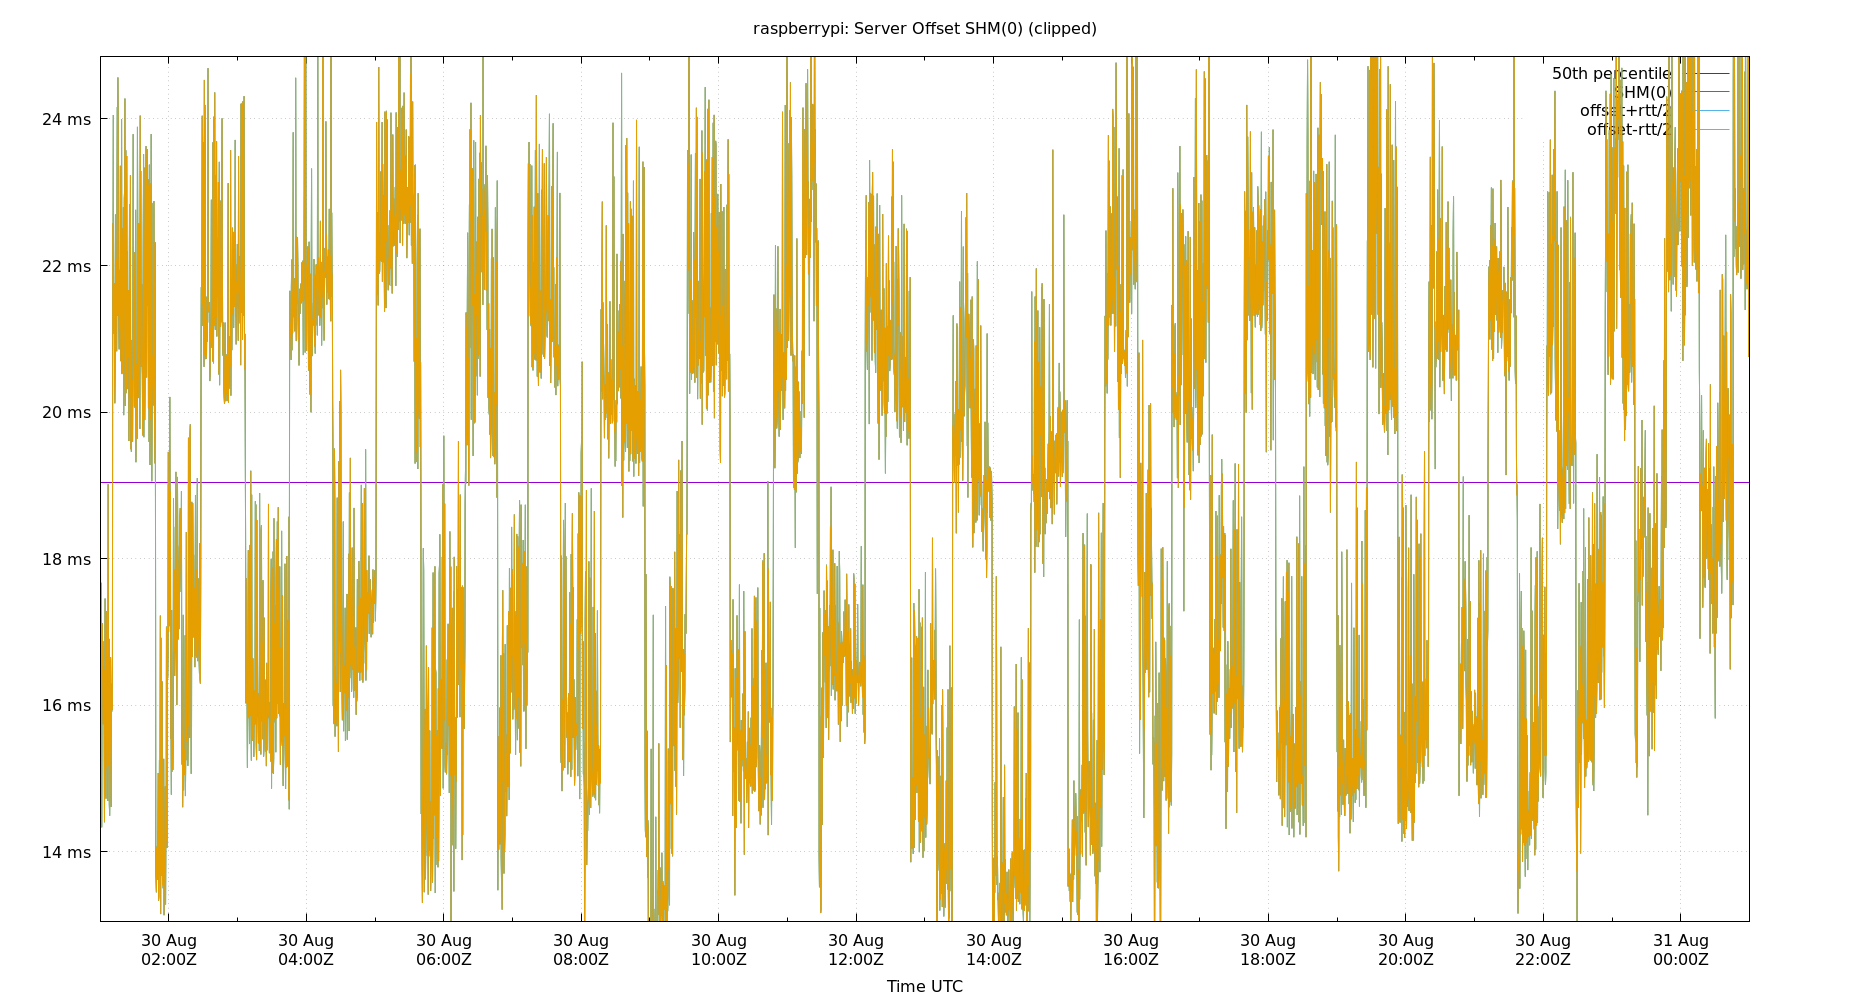 raspberrypi: Server Offset SHM(0) (clipped)
50th percentile
SHM(0)
offset+rtt/2
offset-rtt/2
24 ms
22 ms
20 ms
18 ms
16 ms
14 ms
30 Aug 30 Aug 30 Aug 30 Aug 30 Aug 30 Aug 30 Aug 30 Aug 30 Aug 30 Aug 30 Aug 31 Aug
02:00Z 04:00Z 06:00Z 08:00Z 10:00Z 12:00Z 14:00Z 16:00Z 18:00Z 20:00Z 22:00Z 00:00Z
Time UTC